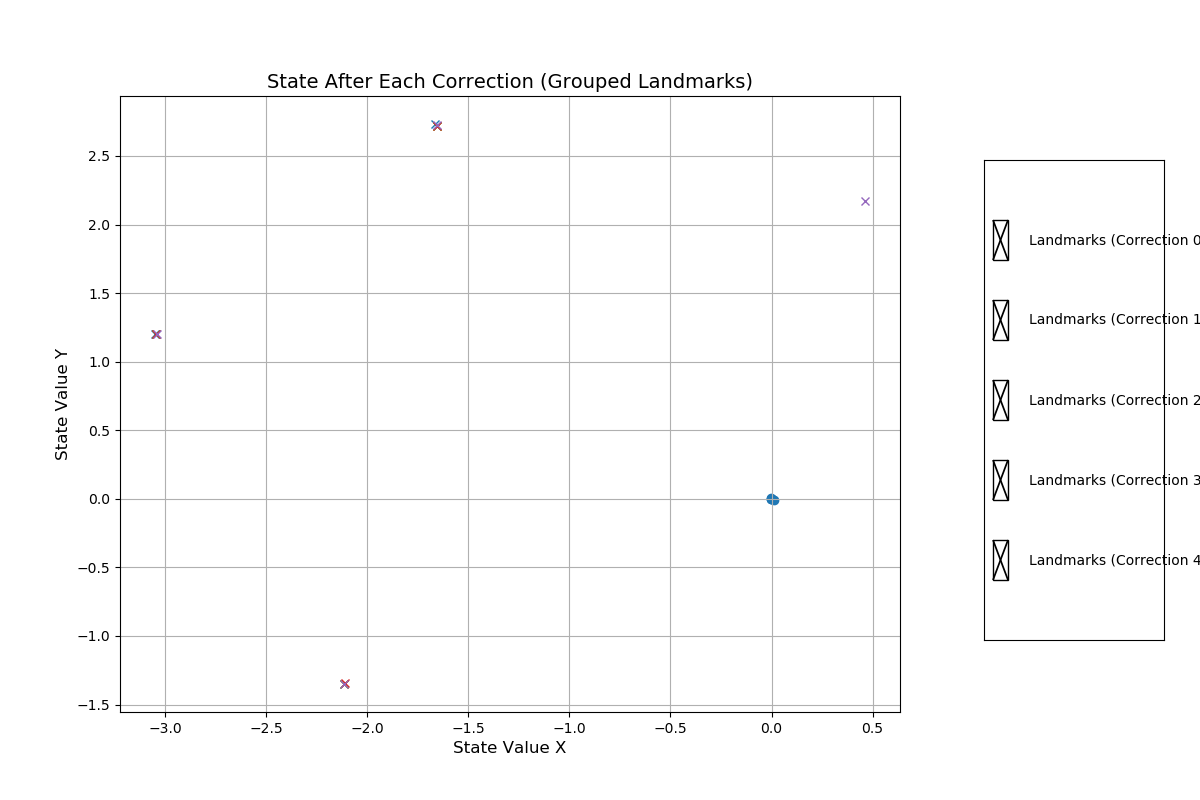 State After Each Correction (Grouped Landmarks)
State Value Y
2.5
2.0
1.5
1.0
0.5
0.0
−0.5
−1.0
−1.5
−3.0 −2.5 −2.0 −1.5 −1.0 −0.5 0.0 0.5
State Value X
Landmarks (Correction 0
Landmarks (Correction 1
Landmarks (Correction 2
Landmarks (Correction 3
Landmarks (Correction 4